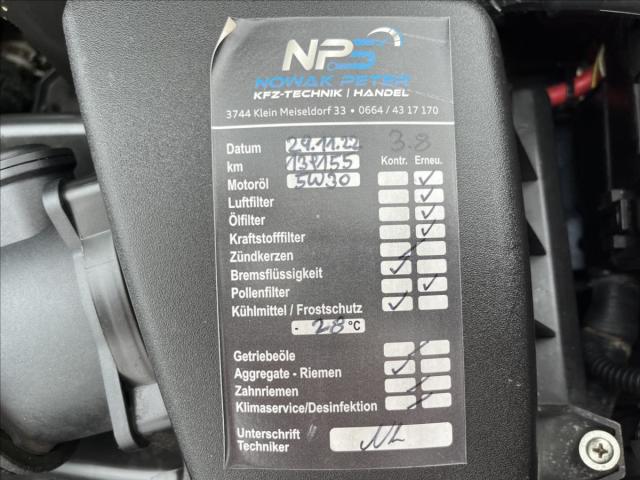 NPS
NOWAK PETER
KFZ-TECHNIK | HANDEL
3744 Klein Meiseldorf 33 • 0664 / 43 17 170
Datum 29.11.22 3.8
km 137155 Kontr. Erneu.
Motoröl 5W30
Luftfilter
Ölfilter
Kraftstofffilter
Zündkerzen
Bremsflüssigkeit
Pollenfilter
Kühlmittel / Frostschutz
- 28 °C
Getriebeöle
Aggregate - Riemen
Zahnriemen
Klimaservice/Desinfektion
Unterschrift
Techniker